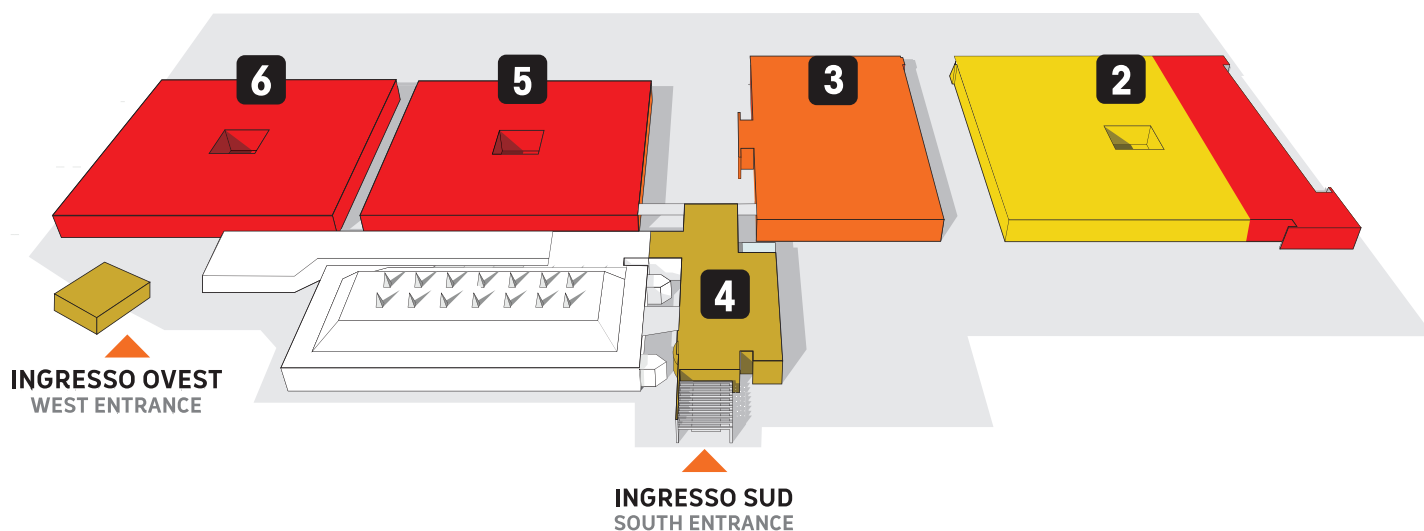 6
5
3
2
4
INGRESSO OVEST
WEST ENTRANCE
INGRESSO SUD
SOUTH ENTRANCE